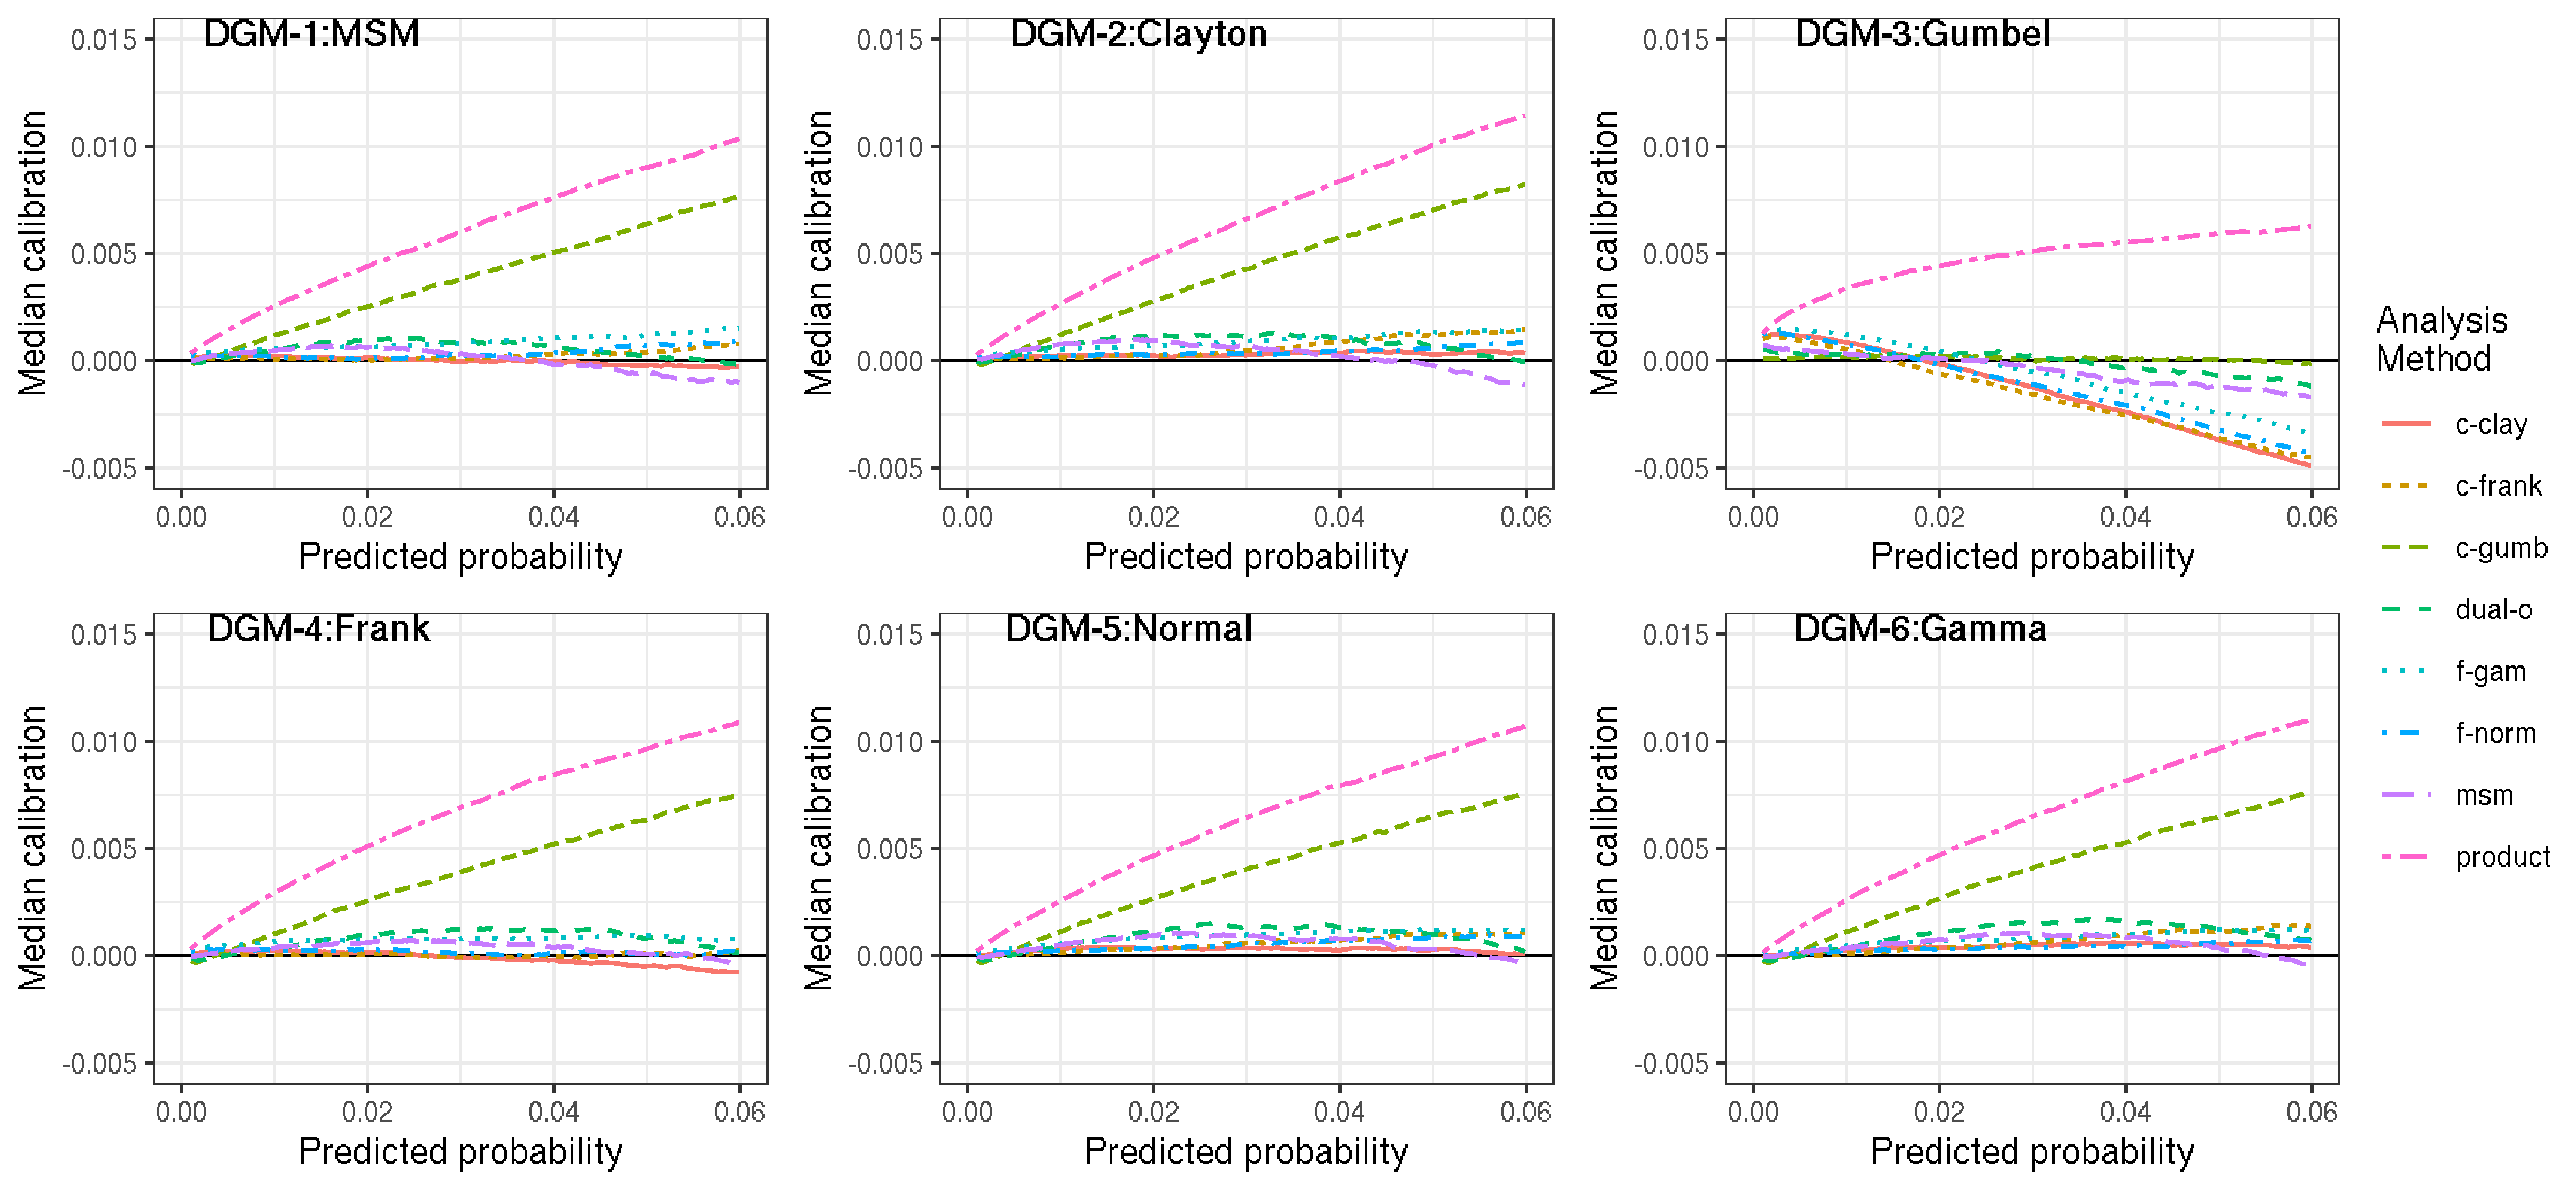 DGM-1:MSM
0.015
0.010
0.005
0.000
-0.005
Median calibration
0.00 0.02 0.04 0.06
Predicted probability
DGM-2:Clayton
0.015
0.010
0.005
0.000
-0.005
Median calibration
0.00 0.02 0.04 0.06
Predicted probability
DGM-3:Gumbel
0.015
0.010
0.005
0.000
-0.005
Median calibration
0.00 0.02 0.04 0.06
Predicted probability
DGM-4:Frank
0.015
0.010
0.005
0.000
-0.005
Median calibration
0.00 0.02 0.04 0.06
Predicted probability
DGM-5:Normal
0.015
0.010
0.005
0.000
-0.005
Median calibration
0.00 0.02 0.04 0.06
Predicted probability
DGM-6:Gamma
0.015
0.010
0.005
0.000
-0.005
Median calibration
0.00 0.02 0.04 0.06
Predicted probability
Analysis
Method
c-clay
c-frank
c-gumb
dual-o
f-gam
f-norm
msm
product